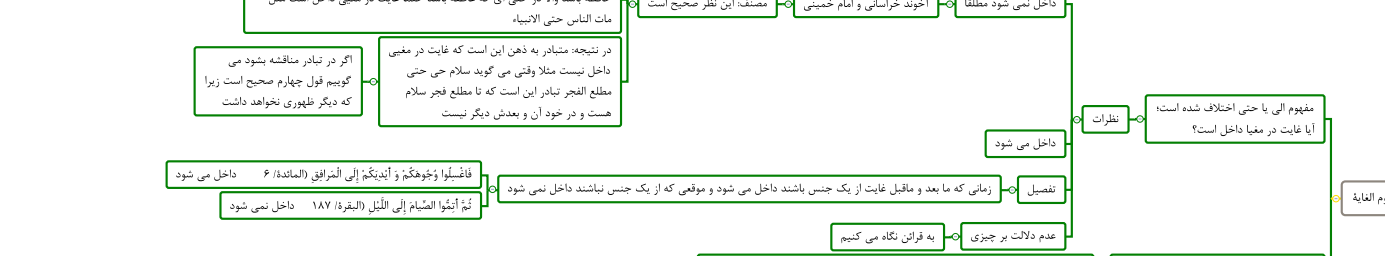 وم الغایة
مفهوم الی یا حتی اختلاف شده است؛
آیا غایت در مغیا داخل است؟
نظرات
داخل نمی شود مطلقا
آخوند خراسانی و امام خمینی
مصنف: این نظر صحیح است
مات الناس حتی الانبیاء
در نتیجه: متبادر به ذهن این است که غایت در مغیی
داخل نیست مثلا وقتی می گوید سلام حی حتی
مطلع الفجر تبادر این است که تا مطلع فجر سلام
هست و در خود آن و بعدش دیگر نیست
اگر در تبادر مناقشه بشود می
گوییم قول چهارم صحیح است زیرا
که دیگر ظهوری نخواهد داشت
داخل می شود
تفصیل
زمانی که ما بعد و ماقبل غایت از یک جنس باشند داخل می شود و موقعی که از یک جنس نباشند داخل نمی شود
فَاغْسِلُوا وُجُوهَكُمْ وَ أَيْدِيَكُمْ إِلَى الْمَرافِقِ (المائدة/ ۶ داخل می شود
ثُمَّ أَتِمُّوا الصِّيامَ إِلَى اللَّيْلِ (البقرة/ ۱۸۷ داخل نمی شود
عدم دلالت بر چیزی
به قرائن نگاه می کنیم